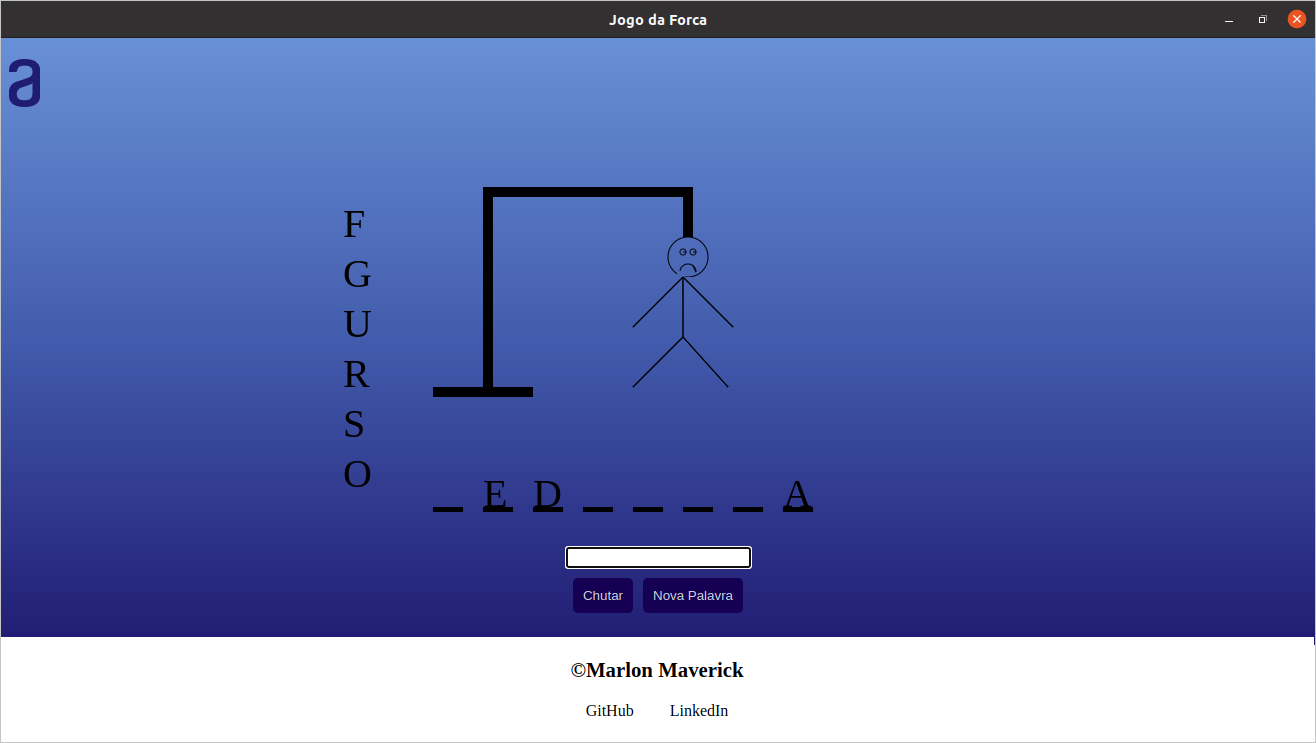 Jogo da Forca
a
F
G
U
R
S
O
_ E D _ _ _ _ A
Chutar Nova Palavra
©Marlon Maverick
GitHub LinkedIn